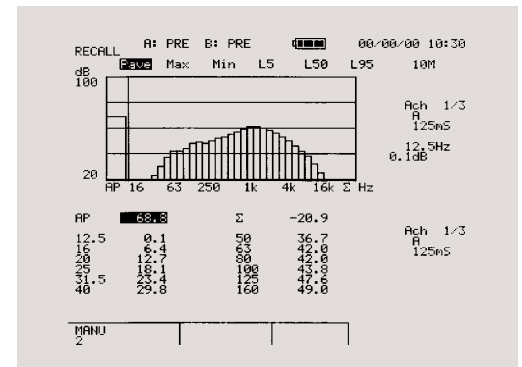 RECALL A: PRE B: PRE 00/00/00 10:30
Pave Max Min L5 L50 L95 10M
dB
100
Ach 1/3
A
125mS
12.5Hz
0.1dB
20
AP 16 63 250 1k 4k 16k Σ Hz
AP 68.8 Σ -20.9
Ach 1/3
A
125mS
12.5 0.1 50 36.7
16 6.4 63 42.0
20 12.7 80 42.0
25 18.1 100 43.8
31.5 23.4 125 47.6
40 29.8 160 49.0
MANU
2